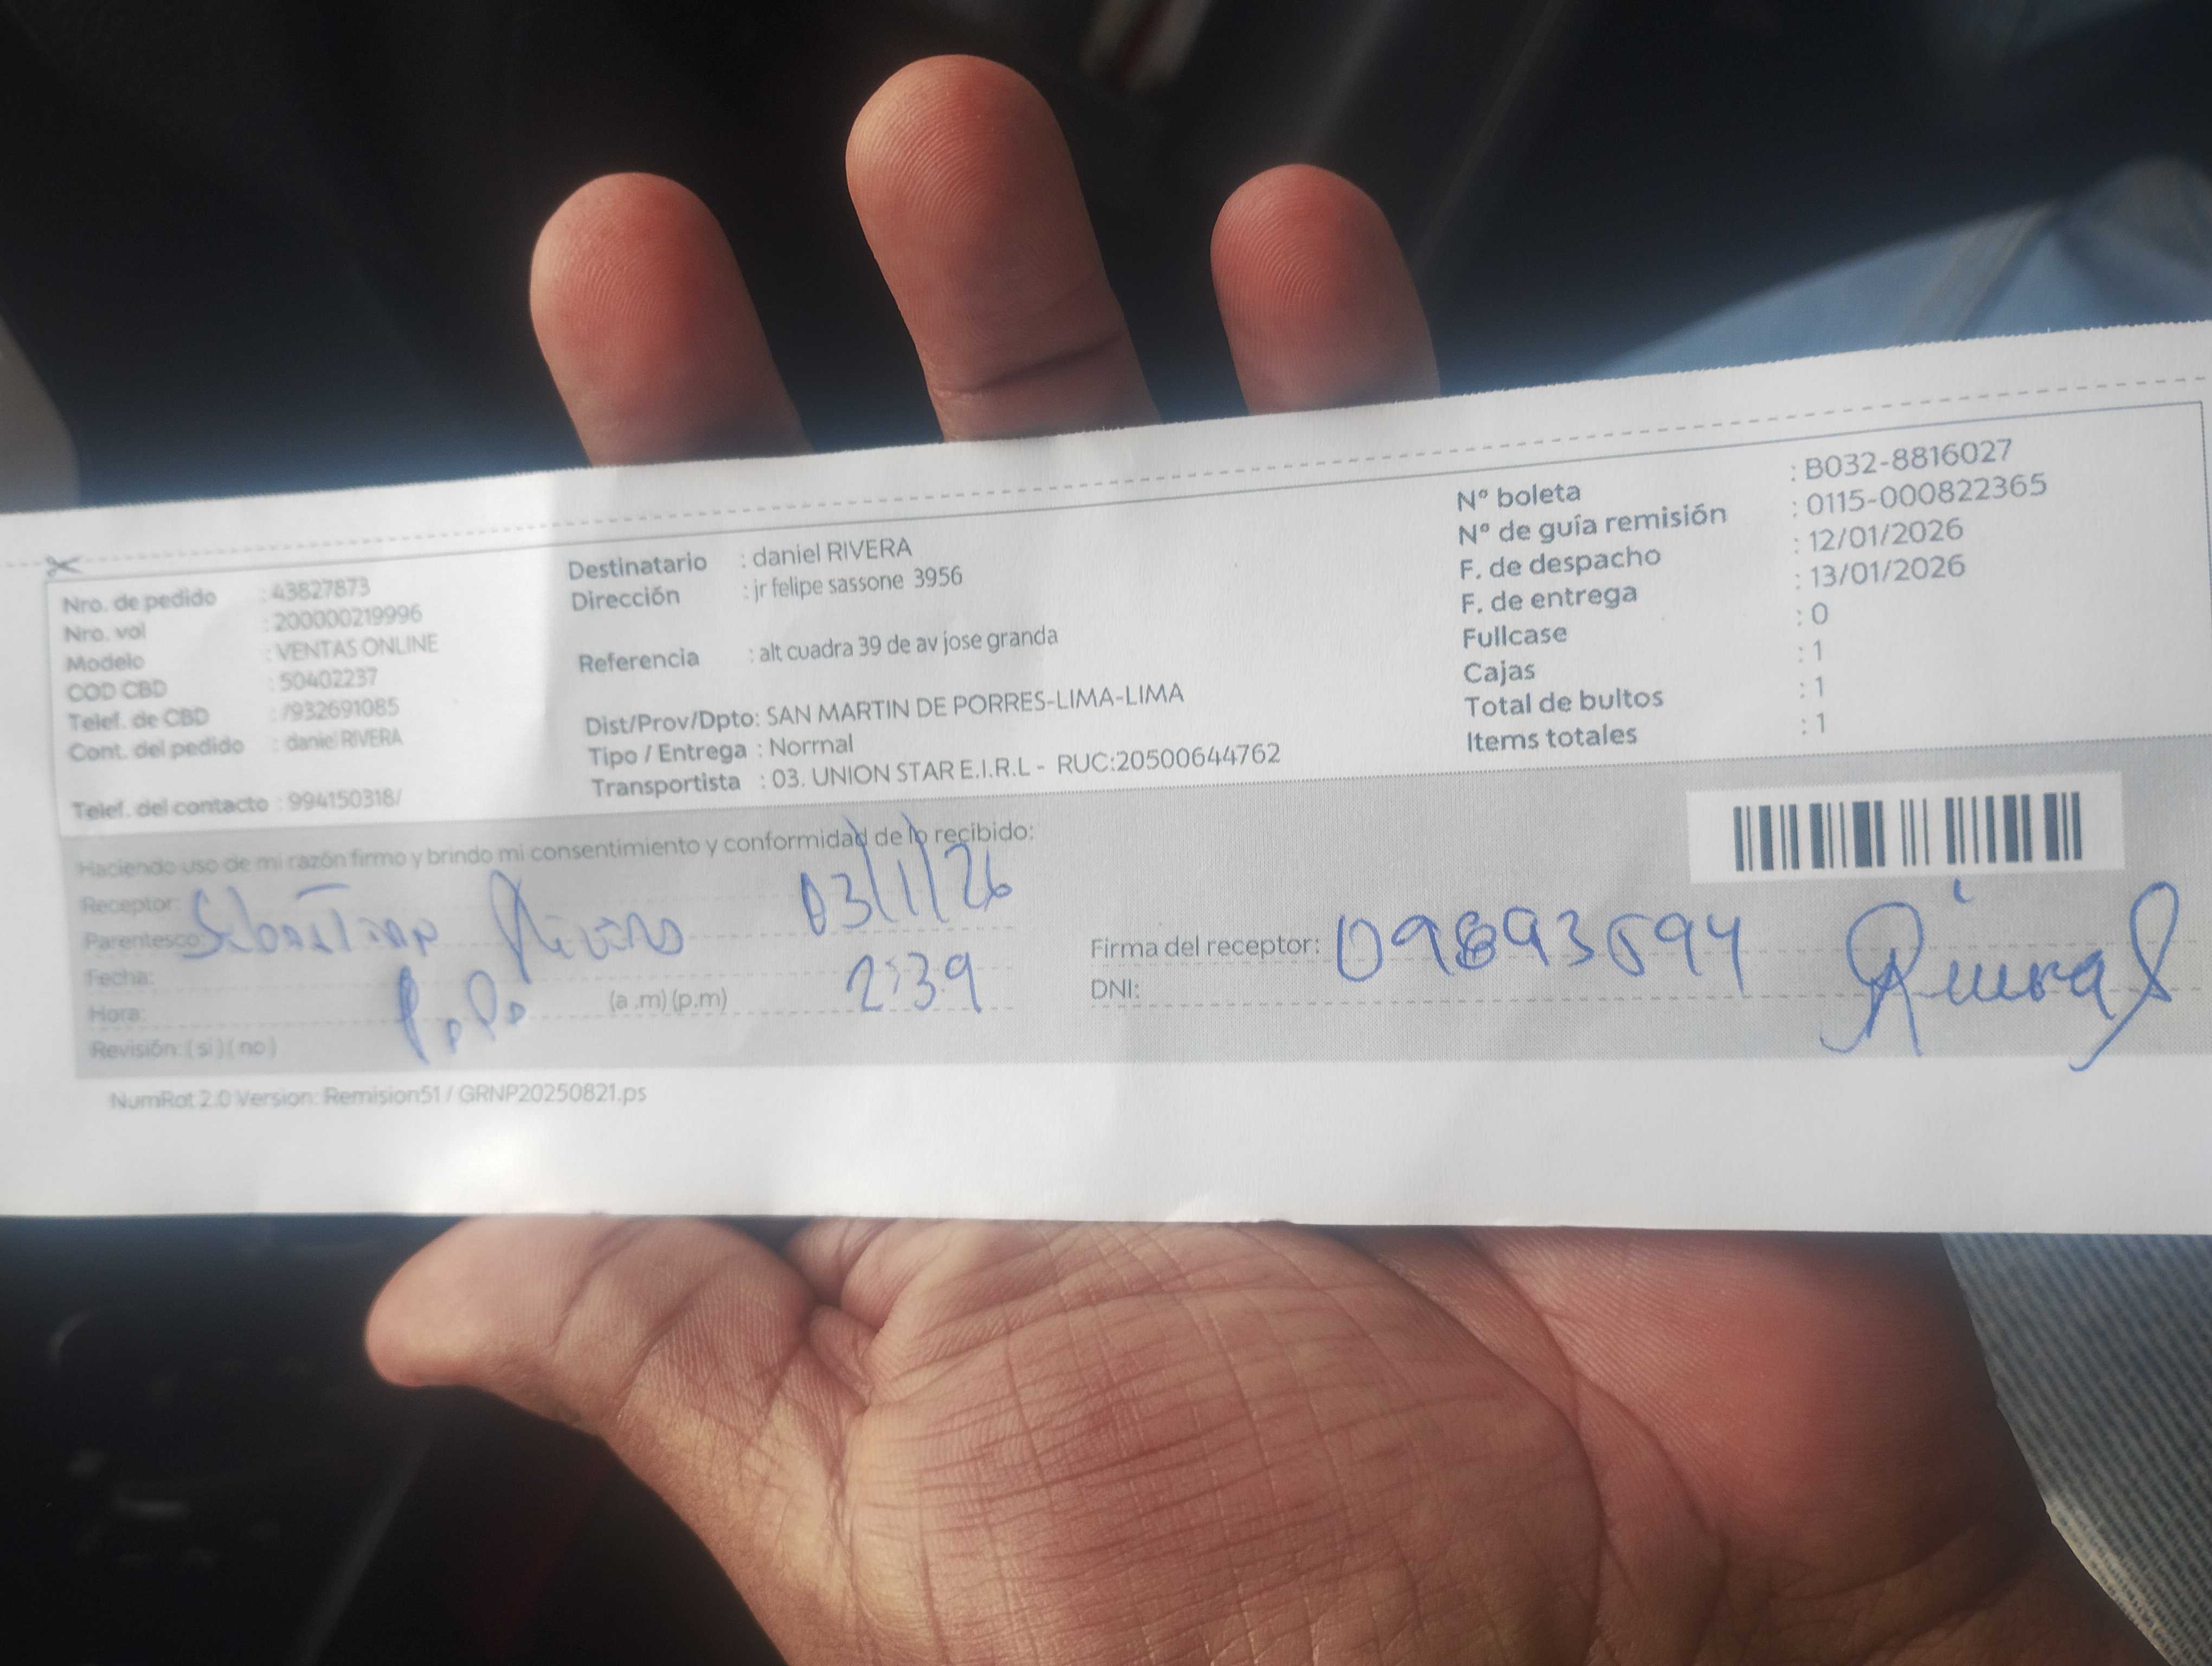 Nro. de pedido : 43827873
Nro. vol : 200000219996
Modelo : VENTAS ONLINE
COD CBD : 50402237
Telef. de CBD : /932691085
Cont. del pedido : daniel RIVERA
Telef. del contacto : 994150318/
Destinatario : daniel RIVERA
Dirección : jr felipe sassone 3956
Referencia : alt cuadra 39 de av jose granda
Dist/Prov/Dpto: SAN MARTIN DE PORRES-LIMA-LIMA
Tipo / Entrega : Normal
Transportista : 03. UNION STAR E.I.R.L - RUC:20500644762
Nº boleta : B032-8816027
Nº de guía remisión : 0115-000822365
F. de despacho : 12/01/2026
F. de entrega : 13/01/2026
Fullcase : 0
Cajas : 1
Total de bultos : 1
Items totales : 1
Haciendo uso de mi razón firmo y brindo mi consentimiento y conformidad de lo recibido:
Receptor:
Parentesco:
Fecha: 03/1/26
Hora: (a.m) (p.m) 2:39
Revisión: ( si ) ( no )
Firma del receptor: 09893594
DNI:
NumRot 2.0 Version: Remision51 / GRNP20250821.ps